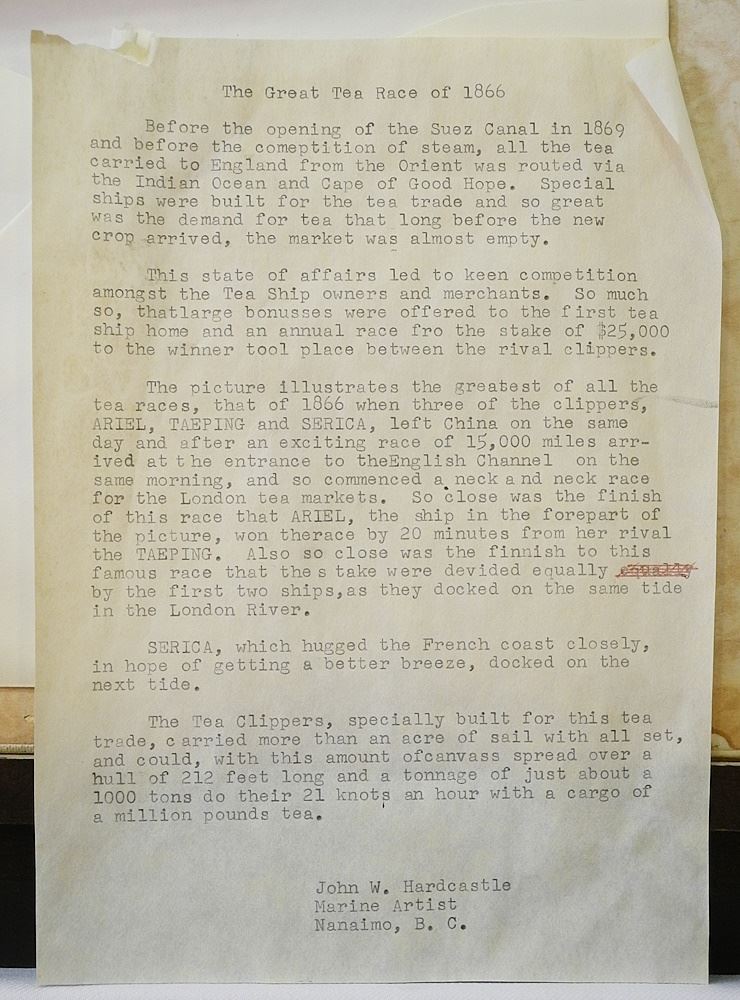 The Great Tea Race of 1866
Before the opening of the Suez Canal in 1869
and before the comeptition of steam, all the tea
carried to England from the Orient was routed via
the Indian Ocean and Cape of Good Hope. Special
ships were built for the tea trade and so great
was the demand for tea that long before the new
crop arrived, the market was almost empty.
This state of affairs led to keen competition
amongst the Tea Ship owners and merchants. So much
so, thatlarge bonusses were offered to the first tea
ship home and an annual race fro the stake of $25,000
to the winner tool place between the rival clippers.
The picture illustrates the greatest of all the
tea races, that of 1866 when three of the clippers,
ARIEL, TAEPING and SERICA, left China on the same
day and after an exciting race of 15,000 miles arr-
ived at the entrance to theEnglish Channel on the
same morning, and so commenced a neck and neck race
for the London tea markets. So close was the finish
of this race that ARIEL, the ship in the forepart of
the picture, won therace by 20 minutes from her rival
the TAEPING. Also so close was the finnish to this
famous race that the s take were devided equally equally
by the first two ships,as they docked on the same tide
in the London River.
SERICA, which hugged the French coast closely,
in hope of getting a better breeze, docked on the
next tide.
The Tea Clippers, specially built for this tea
trade, carried more than an acre of sail with all set,
and could, with this amount ofcanvass spread over a
hull of 212 feet long and a tonnage of just about a
1000 tons do their 21 knots an hour with a cargo of
a million pounds tea.
John W. Hardcastle
Marine Artist
Nanaimo, B. C.